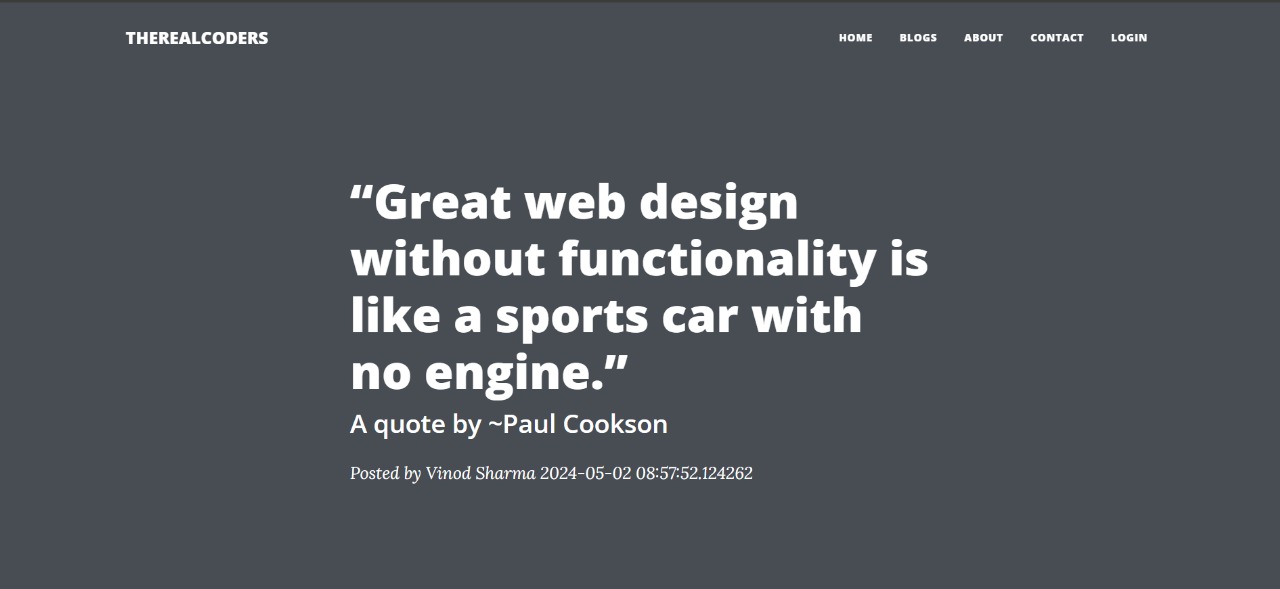 THEREALCODERS
HOME BLOGS ABOUT CONTACT LOGIN
“Great web design
without functionality is
like a sports car with
no engine.”
A quote by ~Paul Cookson
Posted by Vinod Sharma 2024-05-02 08:57:52.124262